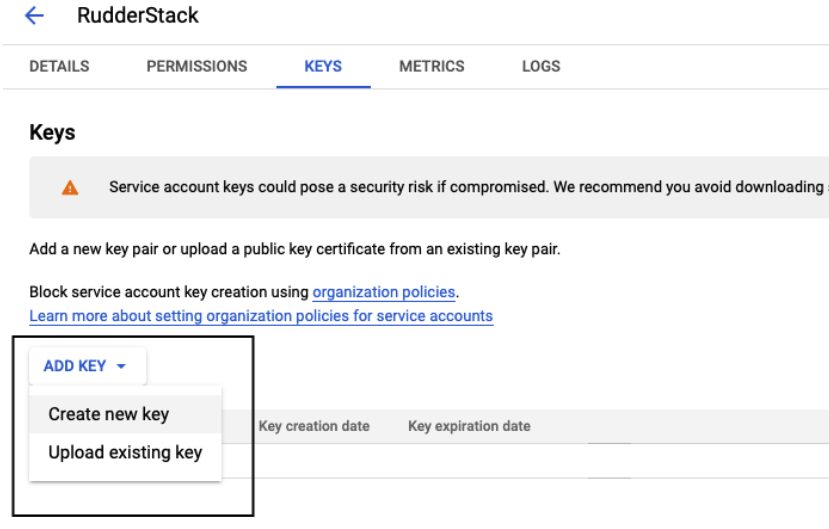 RudderStack
DETAILS PERMISSIONS KEYS METRICS LOGS
Keys
Service account keys could pose a security risk if compromised. We recommend you avoid downloading
Add a new key pair or upload a public key certificate from an existing key pair.
Block service account key creation using organization policies.
Learn more about setting organization policies for service accounts
ADD KEY
Create new key
Key creation date Key expiration date
Upload existing key